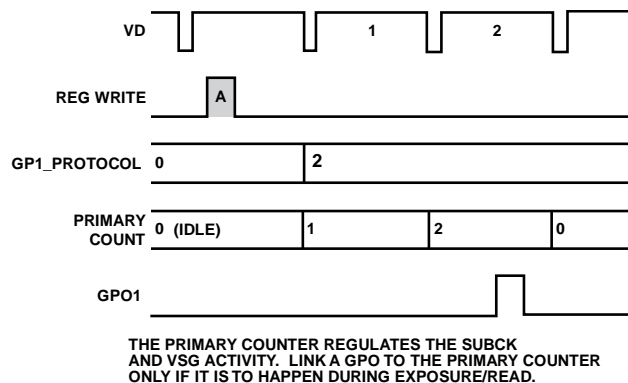 VD 1 2
REG WRITE A
GP1_PROTOCOL 0 2
PRIMARY
COUNT 0 (IDLE) 1 2 0
GPO1
THE PRIMARY COUNTER REGULATES THE SUBCK
AND VSG ACTIVITY. LINK A GPO TO THE PRIMARY COUNTER
ONLY IF IT IS TO HAPPEN DURING EXPOSURE/READ.